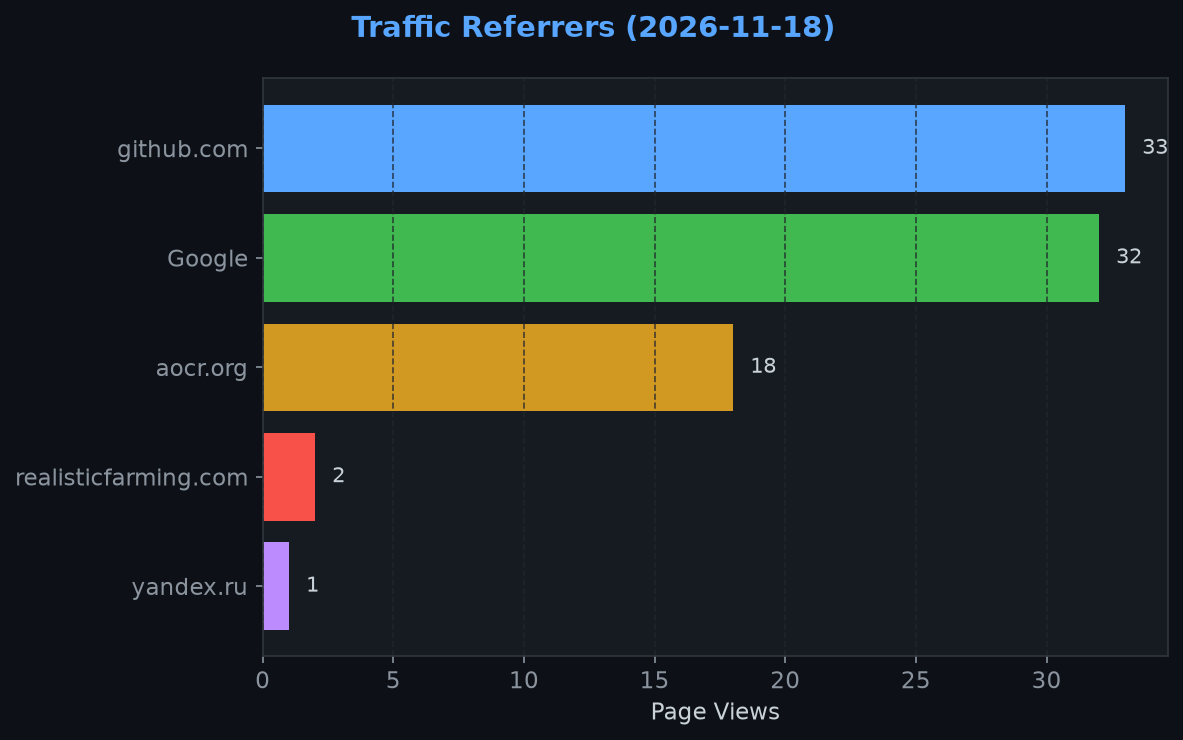 Traffic Referrers (2026-11-18)
github.com
33
Google
32
aocr.org
18
realisticfarming.com
2
yandex.ru
1
0 5 10 15 20 25 30
Page Views